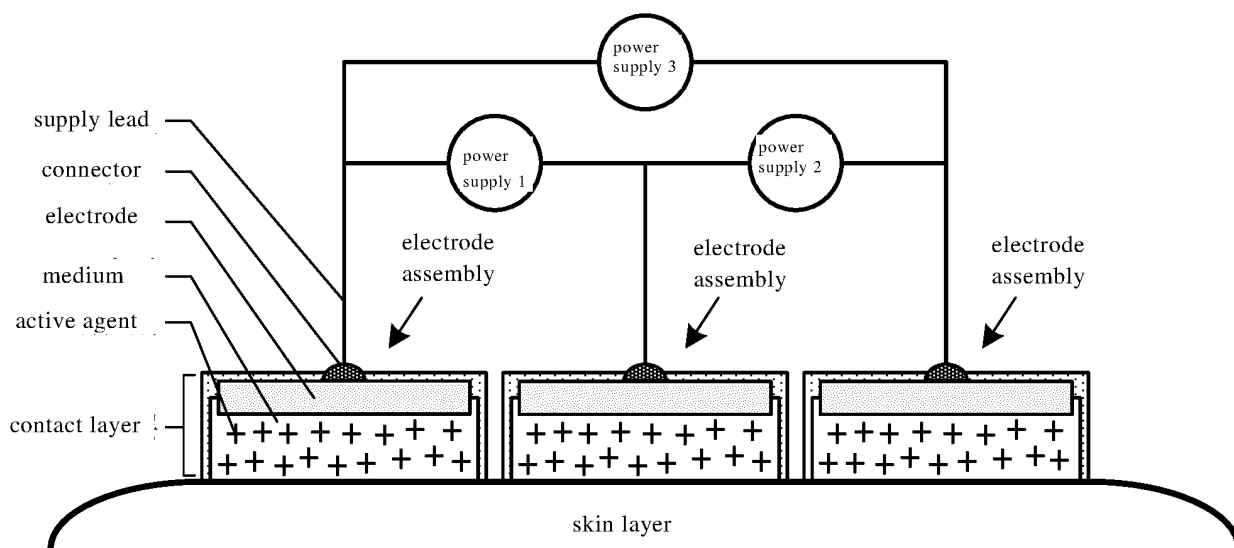 power
supply 3
supply lead
connector
electrode
medium
active agent
contact layer
power
supply 1
power
supply 2
electrode
assembly
electrode
assembly
electrode
assembly
skin layer